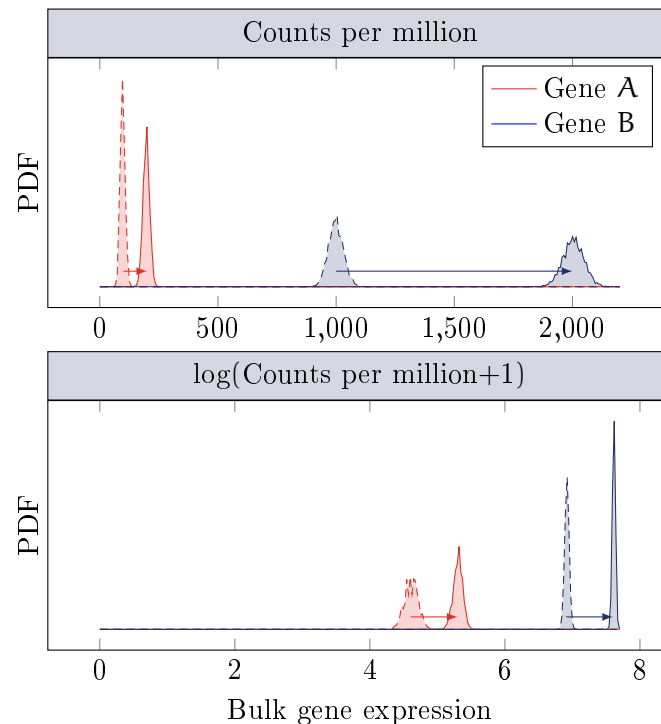 Counts per million
Gene A
Gene B
PDF
0 500 1,000 1,500 2,000
log(Counts per million+1)
PDF
0 2 4 6 8
Bulk gene expression